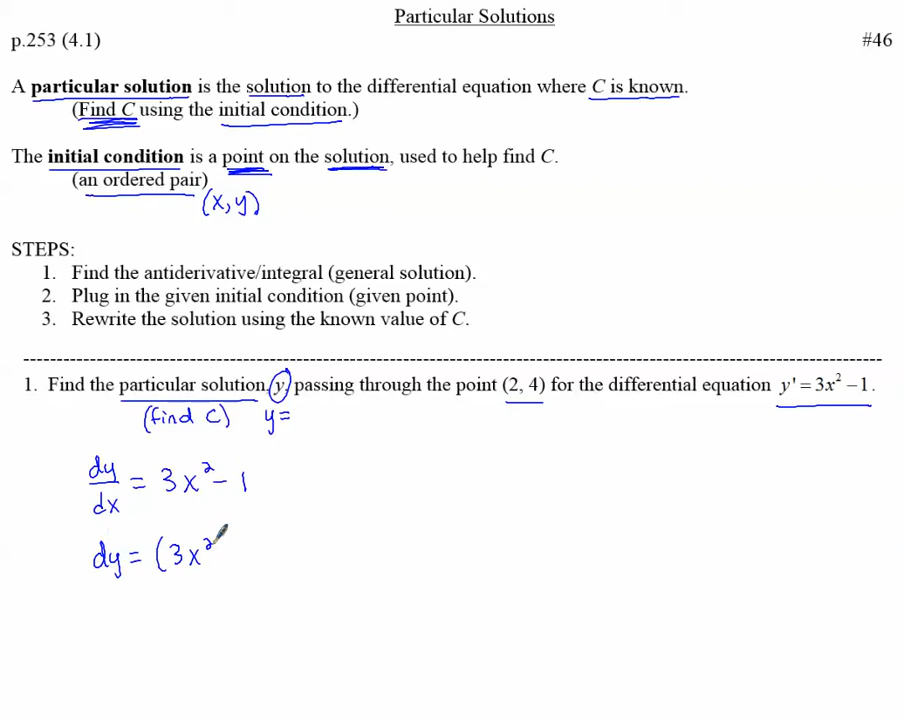 Particular Solutions
p.253 (4.1) #46
A particular solution is the solution to the differential equation where C is known.
(Find C using the initial condition.)
The initial condition is a point on the solution, used to help find C.
(an ordered pair)
(x,y)
STEPS:
1. Find the antiderivative/integral (general solution).
2. Plug in the given initial condition (given point).
3. Rewrite the solution using the known value of C.
1. Find the particular solution, y, passing through the point (2, 4) for the differential equation y' = 3x² −1.
(find C) y=
dy/dx = 3x² - 1
dy = (3x²